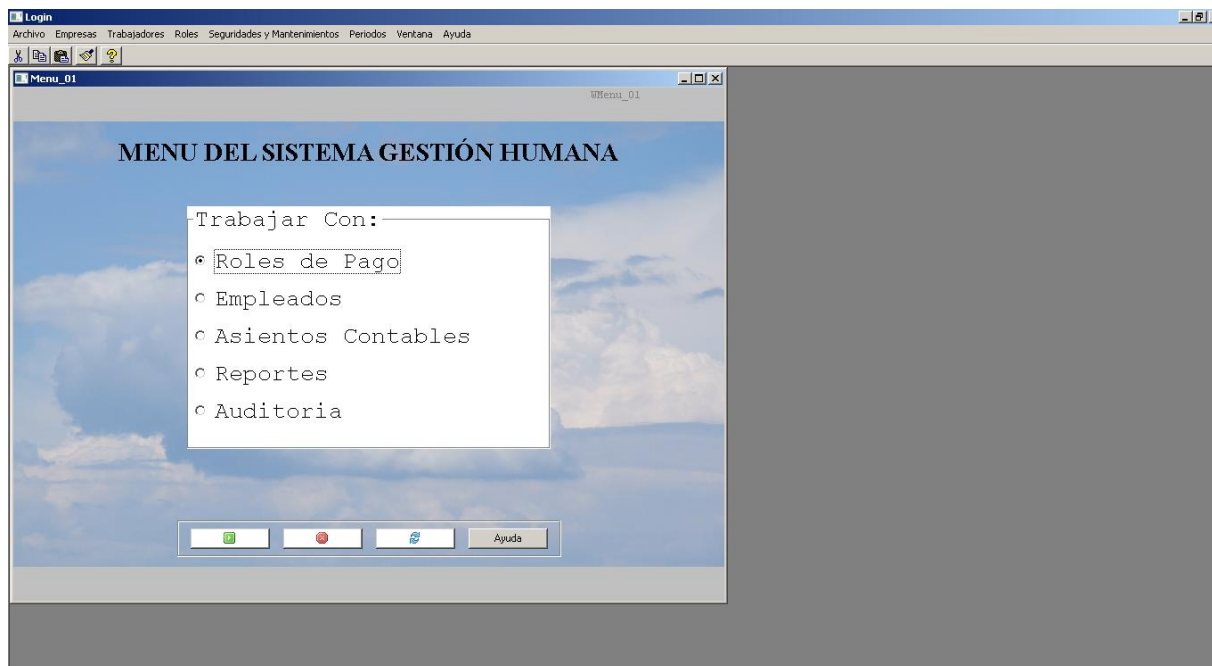 Login
Archivo Empresas Trabajadores Roles Seguridades y Mantenimientos Periodos Ventana Ayuda
Menu_01
WMenu_01
MENU DEL SISTEMA GESTIÓN HUMANA
Trabajar Con:
Roles de Pago
Empleados
Asientos Contables
Reportes
Auditoria
Ayuda